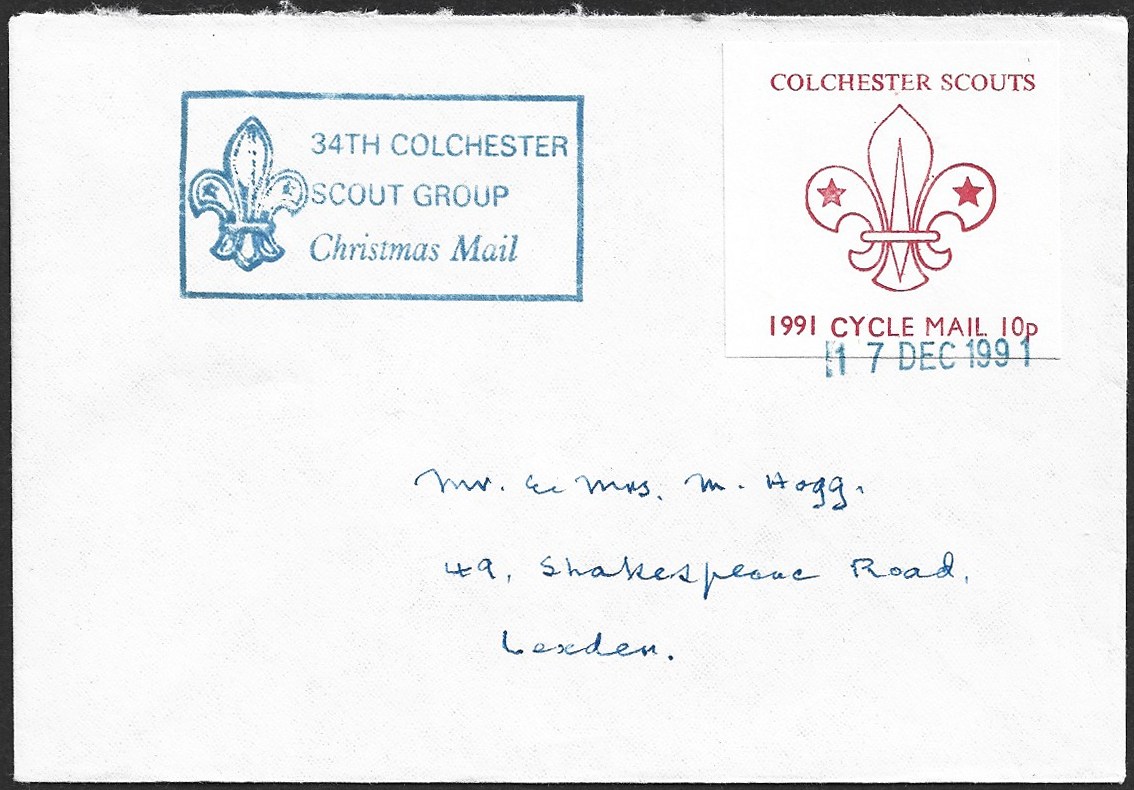 34TH COLCHESTER
SCOUT GROUP
Christmas Mail
COLCHESTER SCOUTS
1991 CYCLE MAIL 10p
17 DEC 1991
Mr. & Mrs. M. Hogg.
49, Shakespeare Road,
Lexden.